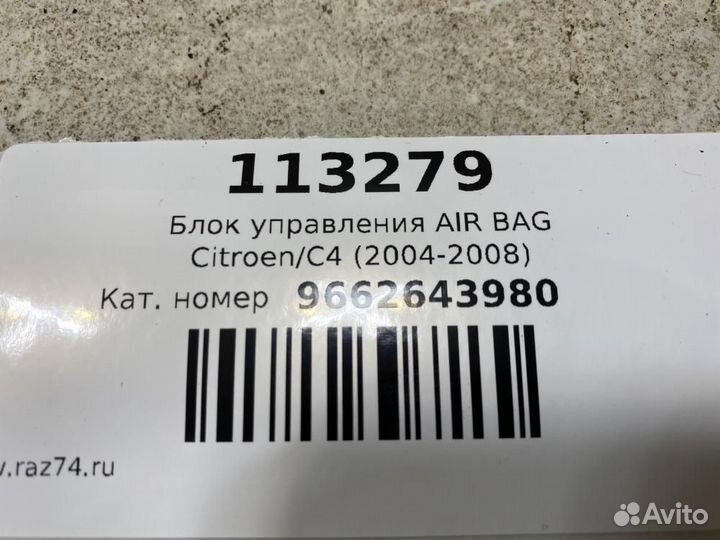 113279
Блок управления AIR BAG
Citroen/C4 (2004-2008)
Кат. номер 9662643980
.raz74.ru
Avito